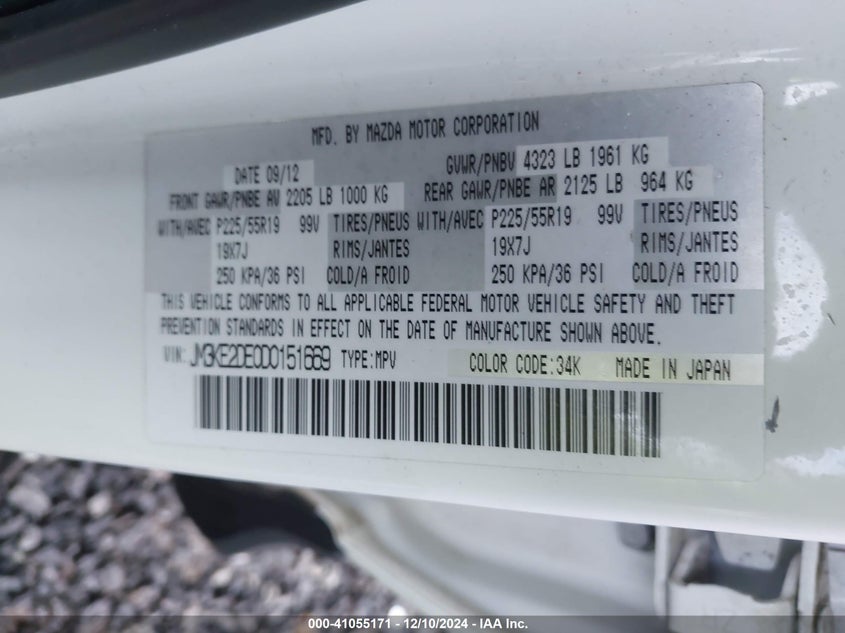 MFD. BY MAZDA MOTOR CORPORATION
DATE 09/12 GVWR/PNBV 4323 LB 1961 KG
FRONT GAWR/PNBE AV 2205 LB 1000 KG REAR GAWR/PNBE AR 2125 LB 964 KG
WITH/AVEC P225/55R19 99V TIRES/PNEUS WITH/AVEC P225/55R19 99V TIRES/PNEUS
19X7J RIMS/JANTES 19X7J RIMS/JANTES
250 KPA/36 PSI COLD/A FROID 250 KPA/36 PSI COLD/A FROID
THIS VEHICLE CONFORMS TO ALL APPLICABLE FEDERAL MOTOR VEHICLE SAFETY AND THEFT
PREVENTION STANDARDS IN EFFECT ON THE DATE OF MANUFACTURE SHOWN ABOVE.
VIN: JM3KE2DE0D0151669 TYPE:MPV COLOR CODE:34K MADE IN JAPAN
000-41055171 - 12/10/2024 - IAA Inc.